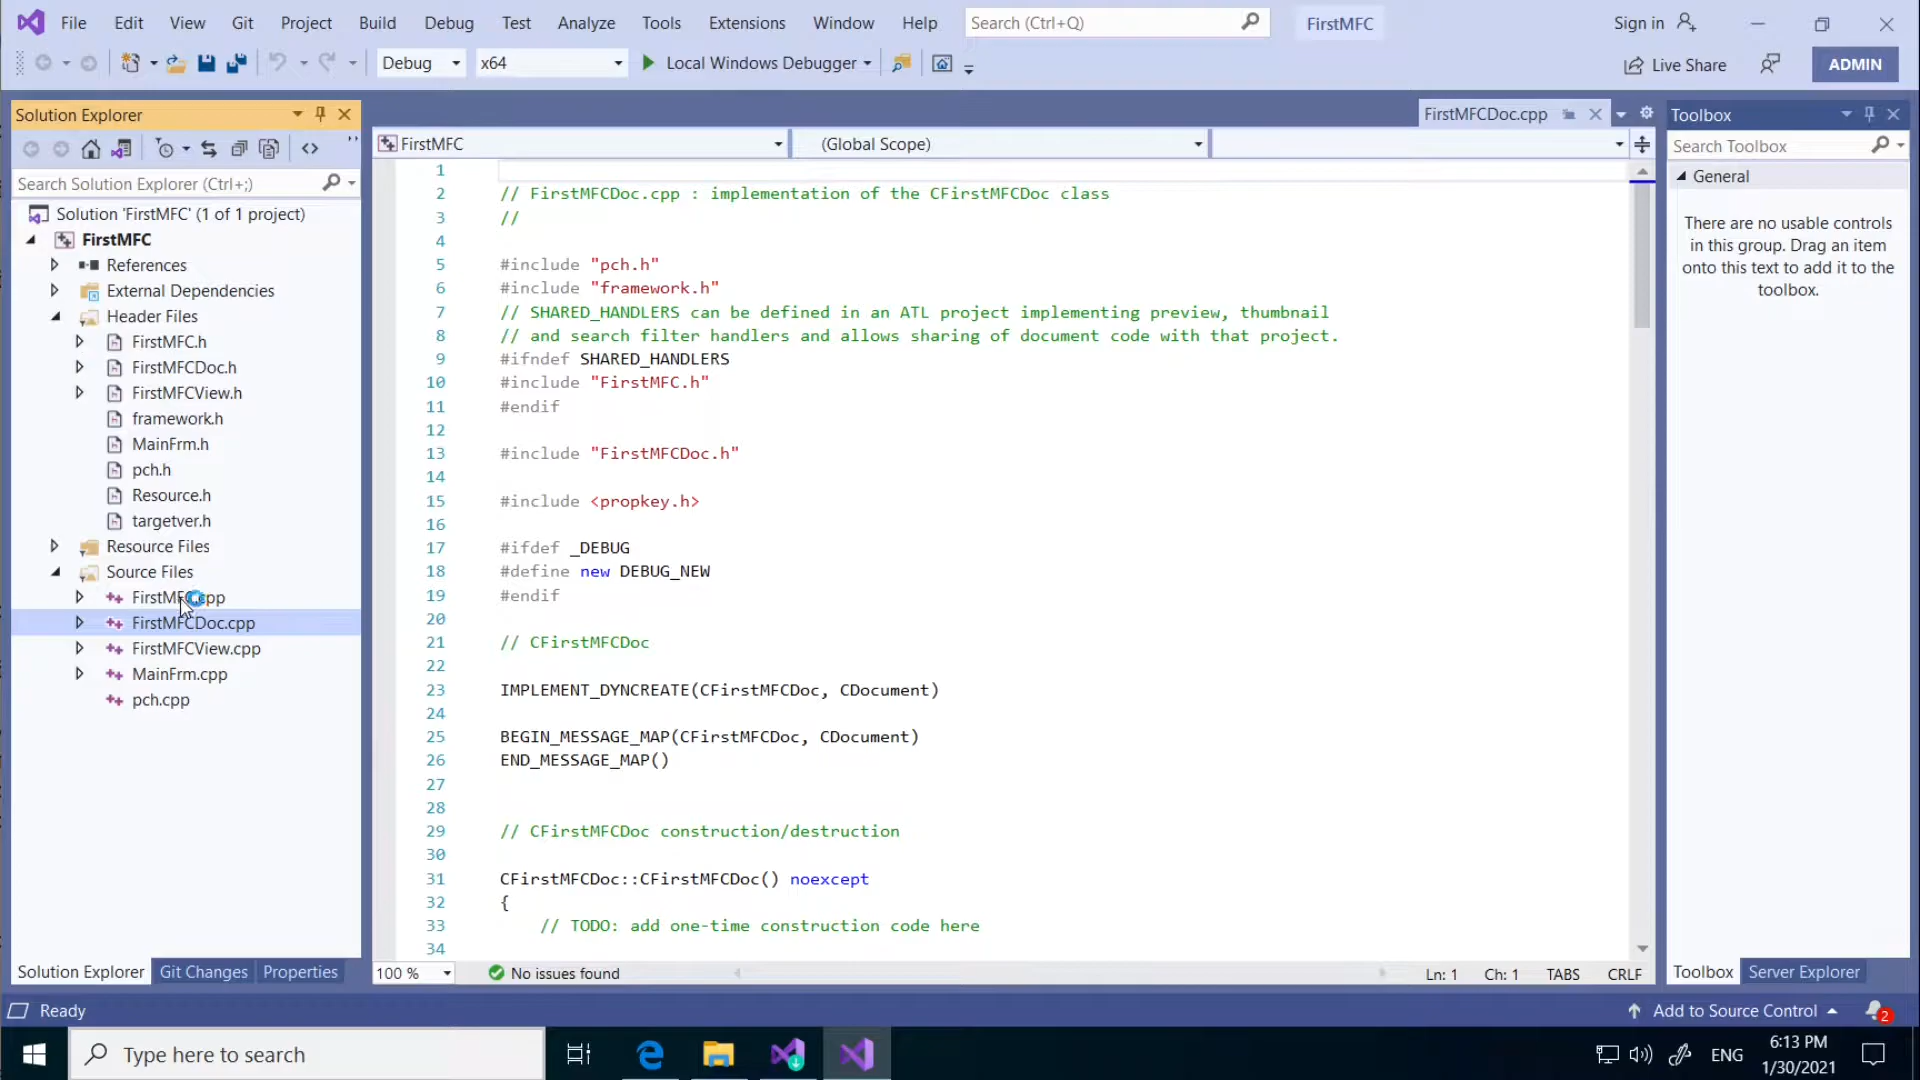 File Edit View Git Project Build Debug Test Analyze Tools Extensions Window Help Search (Ctrl+Q) FirstMFC Sign in
Debug x64 Local Windows Debugger Live Share ADMIN
Solution Explorer
Search Solution Explorer (Ctrl+;)
Solution 'FirstMFC' (1 of 1 project)
FirstMFC
References
External Dependencies
Header Files
FirstMFC.h
FirstMFCDoc.h
FirstMFCView.h
framework.h
MainFrm.h
pch.h
Resource.h
targetver.h
Resource Files
Source Files
FirstMFC.cpp
FirstMFCDoc.cpp
FirstMFCView.cpp
MainFrm.cpp
pch.cpp
Solution Explorer Git Changes Properties
FirstMFCDoc.cpp
FirstMFC (Global Scope)
1
2 // FirstMFCDoc.cpp : implementation of the CFirstMFCDoc class
3 //
4
5 #include "pch.h"
6 #include "framework.h"
7 // SHARED_HANDLERS can be defined in an ATL project implementing preview, thumbnail
8 // and search filter handlers and allows sharing of document code with that project.
9 #ifndef SHARED_HANDLERS
10 #include "FirstMFC.h"
11 #endif
12
13 #include "FirstMFCDoc.h"
14
15 #include <propkey.h>
16
17 #ifdef _DEBUG
18 #define new DEBUG_NEW
19 #endif
20
21 // CFirstMFCDoc
22
23 IMPLEMENT_DYNCREATE(CFirstMFCDoc, CDocument)
24
25 BEGIN_MESSAGE_MAP(CFirstMFCDoc, CDocument)
26 END_MESSAGE_MAP()
27
28
29 // CFirstMFCDoc construction/destruction
30
31 CFirstMFCDoc::CFirstMFCDoc() noexcept
32 {
33 // TODO: add one-time construction code here
34
100 % No issues found Ln: 1 Ch: 1 TABS CRLF
Toolbox
Search Toolbox
General
There are no usable controls
in this group. Drag an item
onto this text to add it to the
toolbox.
Toolbox Server Explorer
Ready Add to Source Control 2
Type here to search ENG 6:13 PM
1/30/2021